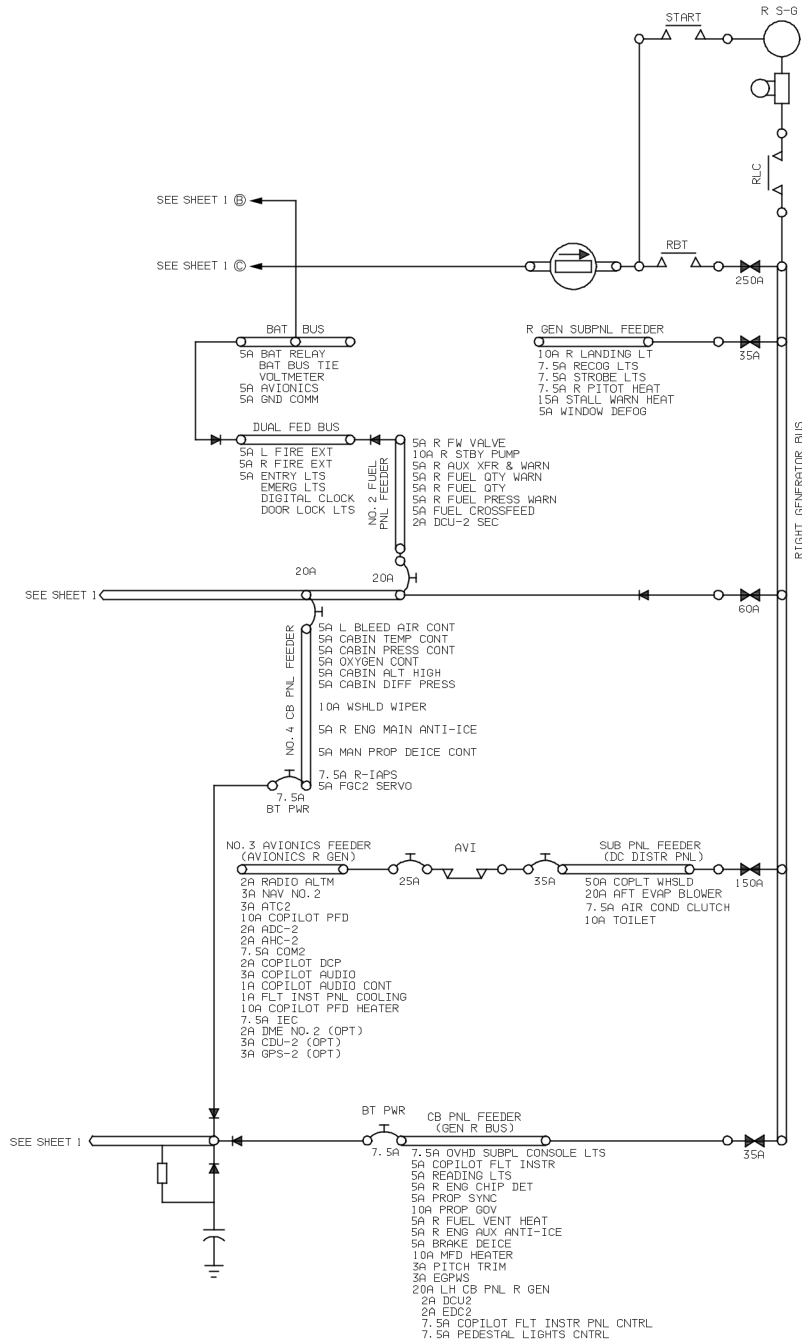 START
R S-G
RLC
SEE SHEET 1 Ⓑ
SEE SHEET 1 Ⓒ
RBT
250A
BAT BUS
5A BAT RELAY
BAT BUS TIE
VOLTMETER
5A AVIONICS
5A GND COMM
R GEN SUBPNL FEEDER
35A
10A R LANDING LT
7.5A RECOG LTS
7.5A STROBE LTS
7.5A R PITOT HEAT
15A STALL WARN HEAT
5A WINDOW DEFOG
RIGHT GENERATOR BUS
DUAL FED BUS
5A L FIRE EXT
5A R FIRE EXT
5A ENTRY LTS
EMERG LTS
DIGITAL CLOCK
DOOR LOCK LTS
NO.2 FUEL
PNL FEEDER
5A R FW VALVE
10A R STBY PUMP
5A R AUX XFR & WARN
5A R FUEL QTY WARN
5A R FUEL QTY
5A R FUEL PRESS WARN
5A FUEL CROSSFEED
2A DCU-2 SEC
20A
20A
SEE SHEET 1
60A
NO.4 CB PNL FEEDER
5A L BLEED AIR CONT
5A CABIN TEMP CONT
5A CABIN PRESS CONT
5A OXYGEN CONT
5A CABIN ALT HIGH
5A CABIN DIFF PRESS
10A WSHLD WIPER
5A R ENG MAIN ANTI-ICE
5A MAN PROP DEICE CONT
7.5A R-IAPS
5A FGC2 SERVO
7.5A
BT PWR
NO.3 AVIONICS FEEDER
(AVIONICS R GEN)
AVI
SUB PNL FEEDER
(DC DISTR PNL)
25A
35A
150A
2A RADIO ALTM
3A NAV NO.2
3A ATC2
10A COPILOT PFD
2A ADC-2
2A AHC-2
7.5A COM2
2A COPILOT DCP
3A COPILOT AUDIO
1A COPILOT AUDIO CONT
1A FLT INST PNL COOLING
10A COPILOT PFD HEATER
7.5A IEC
2A DME NO.2 (OPT)
3A CDU-2 (OPT)
3A GPS-2 (OPT)
50A COPLT WHSLD
20A AFT EVAP BLOWER
7.5A AIR COND CLUTCH
10A TOILET
SEE SHEET 1
BT PWR
7.5A
CB PNL FEEDER
(GEN R BUS)
35A
7.5A OVHD SUBPL CONSOLE LTS
5A COPILOT FLT INSTR
5A READING LTS
5A R ENG CHIP DET
5A PROP SYNC
10A PROP GOV
5A R FUEL VENT HEAT
5A R ENG AUX ANTI-ICE
5A BRAKE DEICE
10A MFD HEATER
3A PITCH TRIM
3A EGPWS
20A LH CB PNL R GEN
2A DCU2
2A EDC2
7.5A COPILOT FLT INSTR PNL CNTRL
7.5A PEDESTAL LIGHTS CNTRL